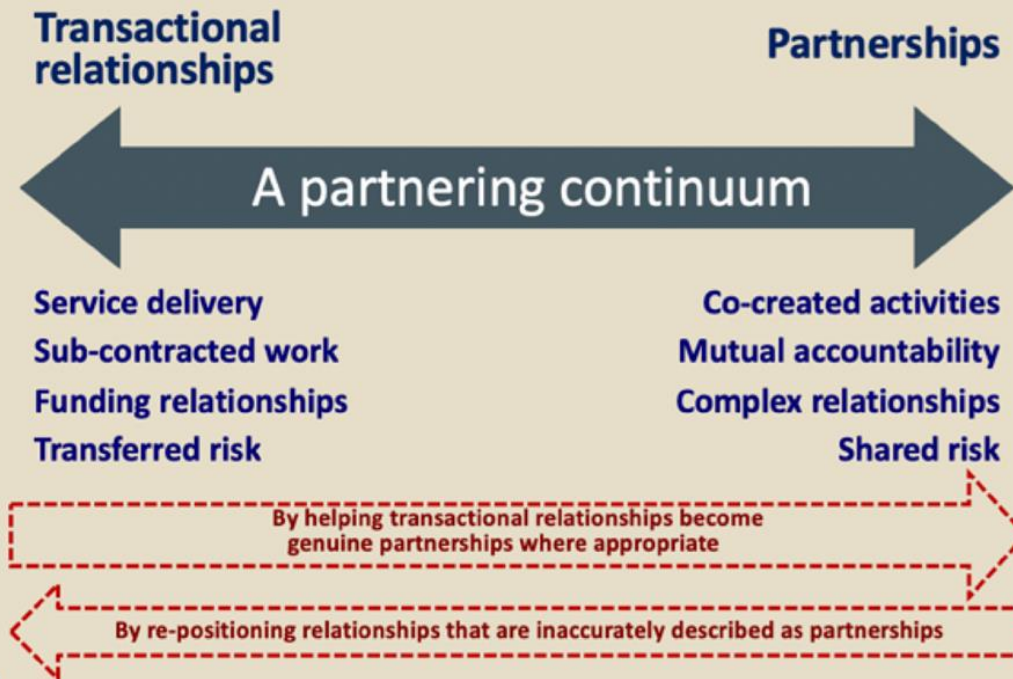 Transactional
relationships
Partnerships
A partnering continuum
Service delivery
Sub-contracted work
Funding relationships
Transferred risk
Co-created activities
Mutual accountability
Complex relationships
Shared risk
By helping transactional relationships become
genuine partnerships where appropriate
By re-positioning relationships that are inaccurately described as partnerships